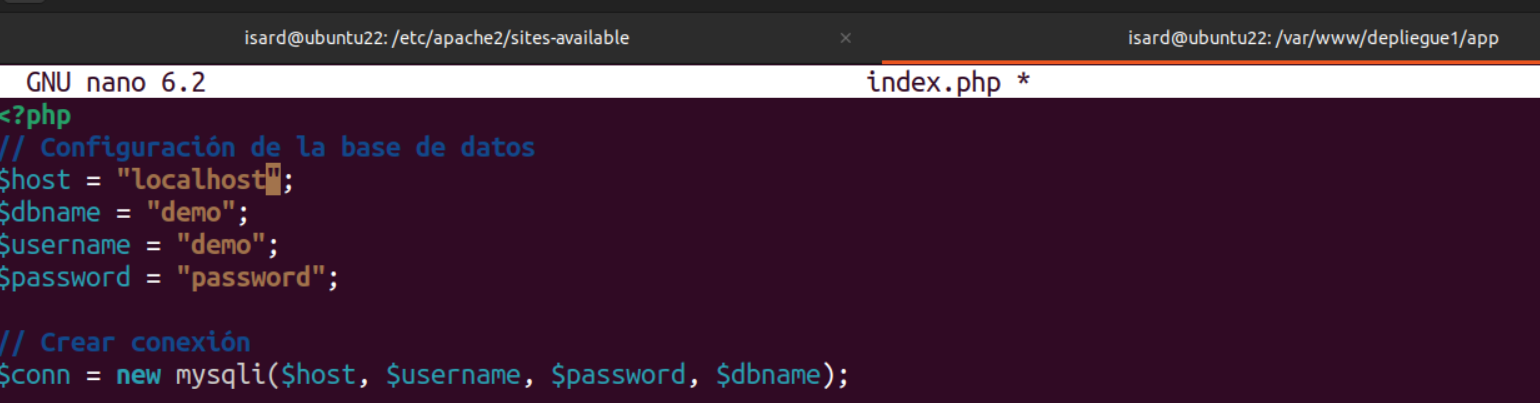 isard@ubuntu22: /etc/apache2/sites-available × isard@ubuntu22: /var/www/depliegue1/app
GNU nano 6.2 index.php *
<?php
// Configuración de la base de datos
$host = "localhost";
$dbname = "demo";
$username = "demo";
$password = "password";
// Crear conexión
$conn = new mysqli($host, $username, $password, $dbname);